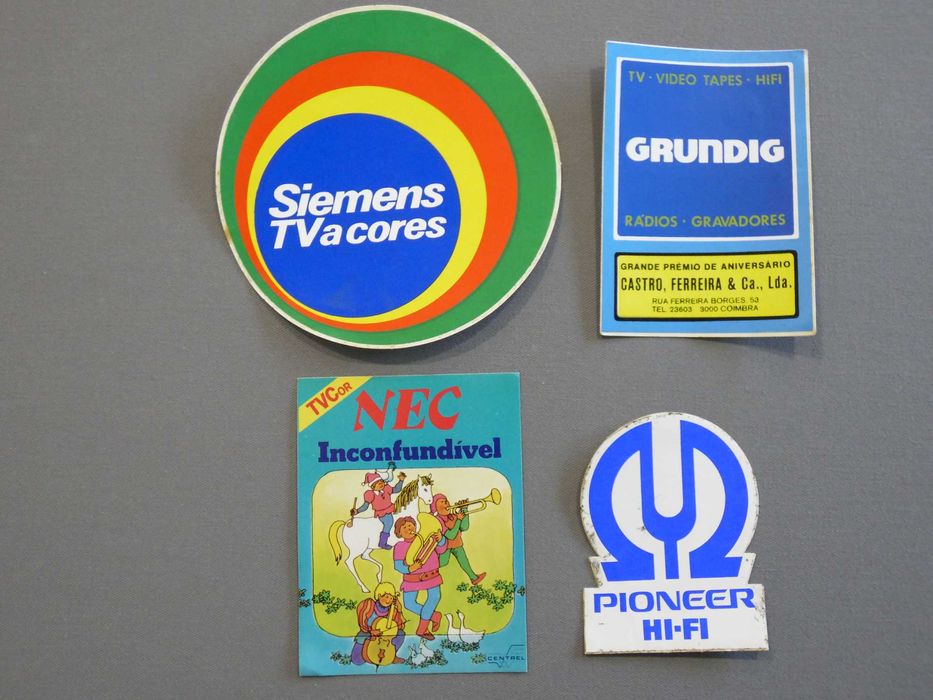 Siemens
TV a cores
TV · VIDEO TAPES · HIFI
GRUNDIG
RÁDIOS · GRAVADORES
GRANDE PRÉMIO DE ANIVERSÁRIO
CASTRO, FERREIRA & Ca., Lda.
RUA FERREIRA BORGES, 53
TEL. 23603 3000 COIMBRA
TVCOR
NEC
Inconfundível
CENTREL
PIONEER
HI-FI